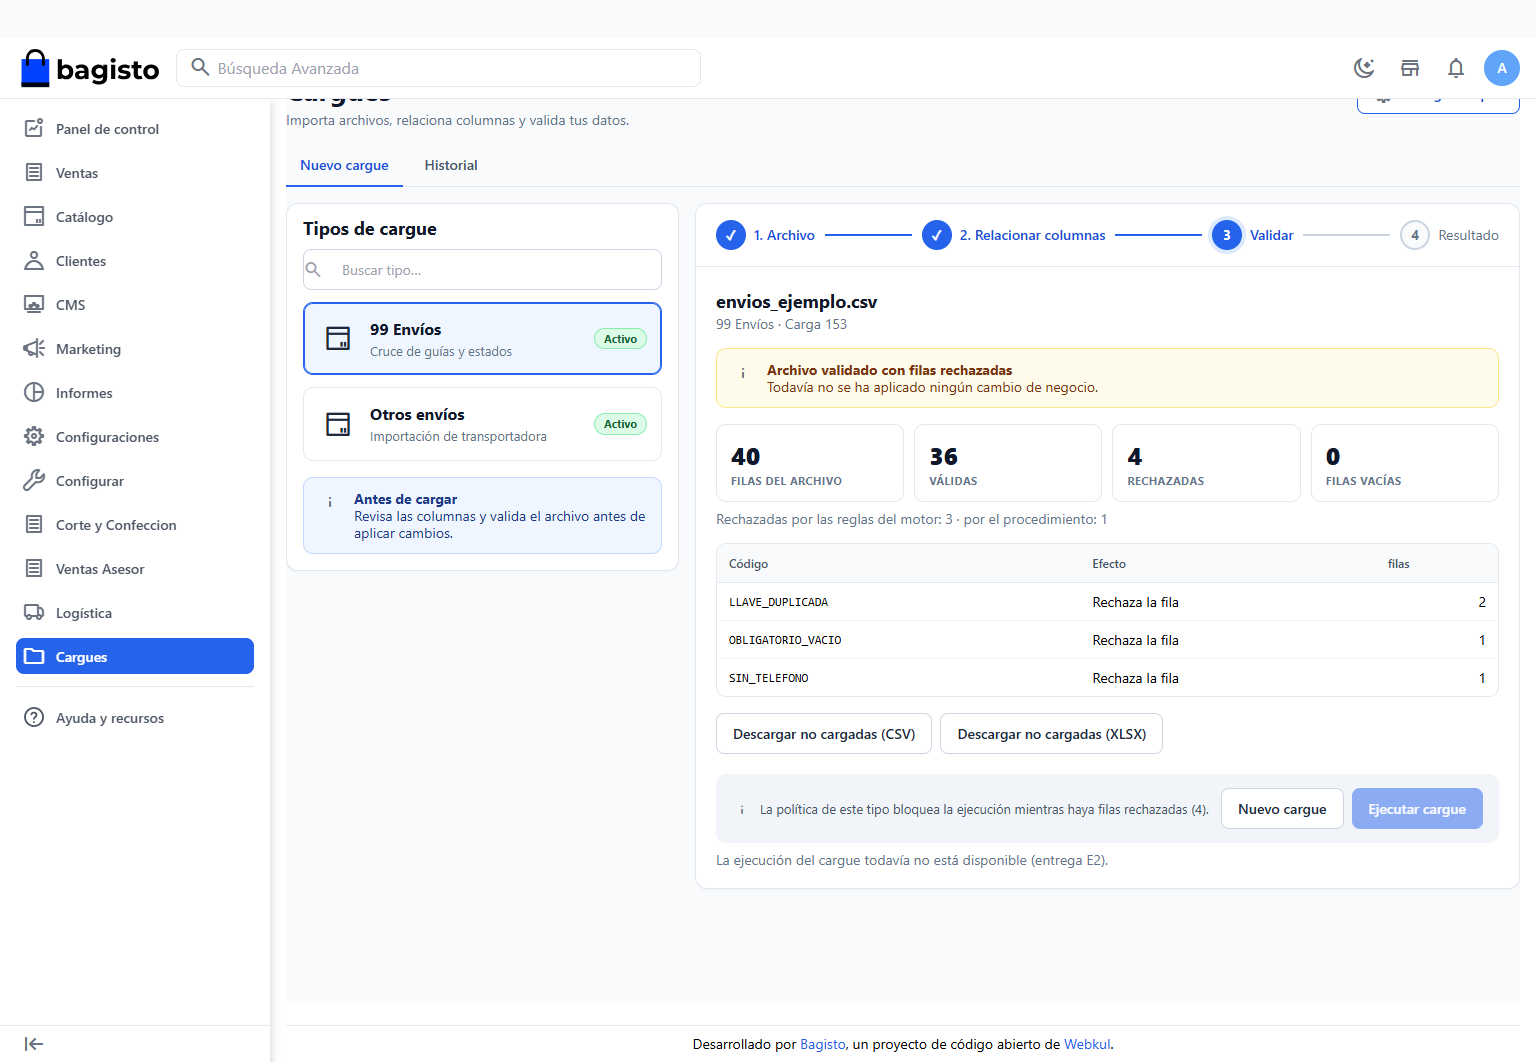 bagisto
Búsqueda Avanzada
A
Panel de control
Ventas
Catálogo
Clientes
CMS
Marketing
Informes
Configuraciones
Configurar
Corte y Confeccion
Ventas Asesor
Logística
Cargues
Ayuda y recursos
Cargues
Importa archivos, relaciona columnas y valida tus datos.
Nuevo cargue
Historial
Tipos de cargue
Buscar tipo...
99 Envíos
Cruce de guías y estados
Activo
Otros envíos
Importación de transportadora
Activo
Antes de cargar
Revisa las columnas y valida el archivo antes de
aplicar cambios.
1. Archivo
2. Relacionar columnas
3 Validar
4 Resultado
envios_ejemplo.csv
99 Envíos · Carga 153
Archivo validado con filas rechazadas
Todavía no se ha aplicado ningún cambio de negocio.
40
FILAS DEL ARCHIVO
36
VÁLIDAS
4
RECHAZADAS
0
FILAS VACÍAS
Rechazadas por las reglas del motor: 3 · por el procedimiento: 1
Código Efecto filas
LLAVE_DUPLICADA Rechaza la fila 2
OBLIGATORIO_VACIO Rechaza la fila 1
SIN_TELEFONO Rechaza la fila 1
Descargar no cargadas (CSV)
Descargar no cargadas (XLSX)
La política de este tipo bloquea la ejecución mientras haya filas rechazadas (4).
Nuevo cargue
Ejecutar cargue
La ejecución del cargue todavía no está disponible (entrega E2).
Desarrollado por Bagisto, un proyecto de código abierto de Webkul.